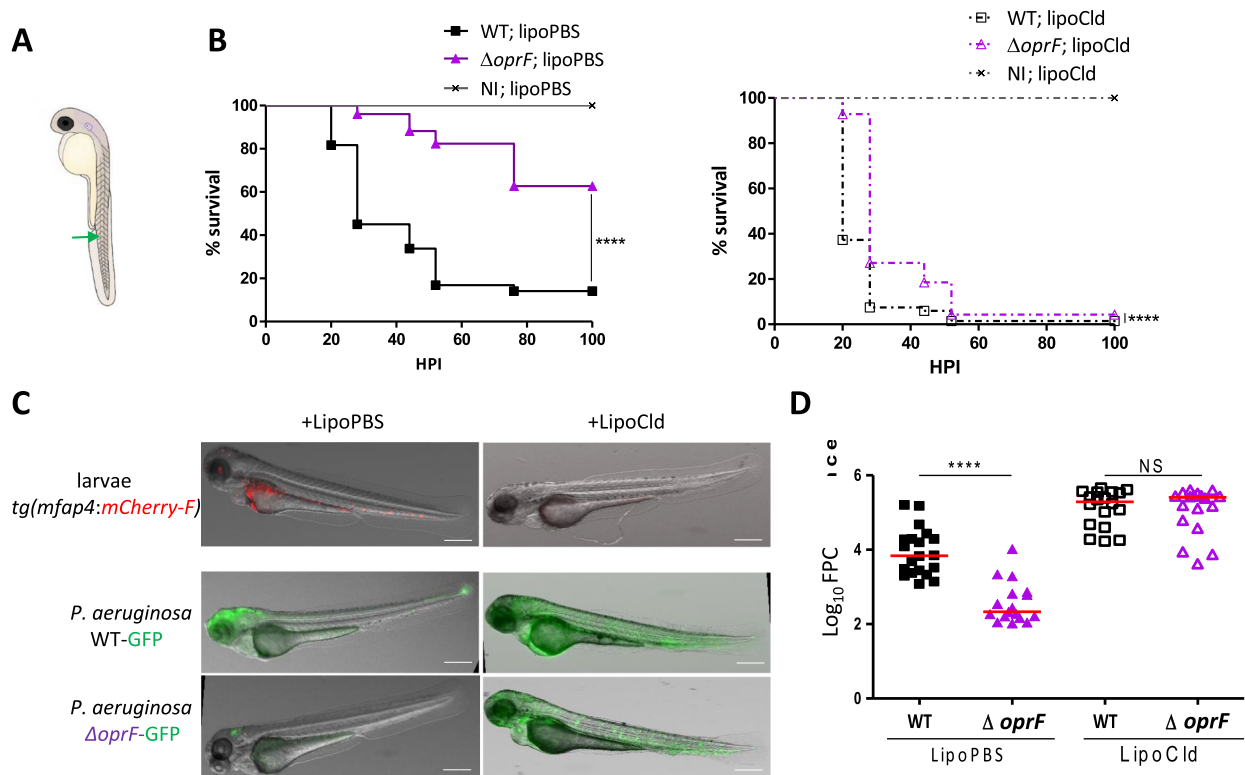 A
B
WT; lipoPBS
ΔoprF; lipoPBS
NI; lipoPBS
% survival
100
80
60
40
20
0
0 20 40 60 80 100
HPI
****
WT; lipoCld
ΔoprF; lipoCld
NI; lipoCld
% survival
100
80
60
40
20
0
0 20 40 60 80 100
HPI
****
C
+LipoPBS +LipoCld
larvae
tg(mfap4:mCherry-F)
P. aeruginosa
WT-GFP
P. aeruginosa
ΔoprF-GFP
D
Log10 FPC
6
4
2
0
**** NS
WT Δ oprF WT Δ oprF
LipoPBS LipoCld